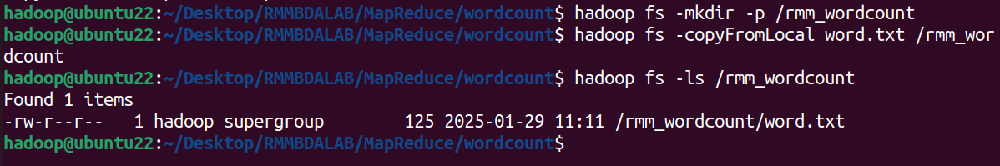 hadoop@ubuntu22:~/Desktop/RMMBDALAB/MapReduce/wordcount$ hadoop fs -mkdir -p /rmm_wordcount
hadoop@ubuntu22:~/Desktop/RMMBDALAB/MapReduce/wordcount$ hadoop fs -copyFromLocal word.txt /rmm_wor
dcount
hadoop@ubuntu22:~/Desktop/RMMBDALAB/MapReduce/wordcount$ hadoop fs -ls /rmm_wordcount
Found 1 items
-rw-r--r--   1 hadoop supergroup        125 2025-01-29 11:11 /rmm_wordcount/word.txt
hadoop@ubuntu22:~/Desktop/RMMBDALAB/MapReduce/wordcount$